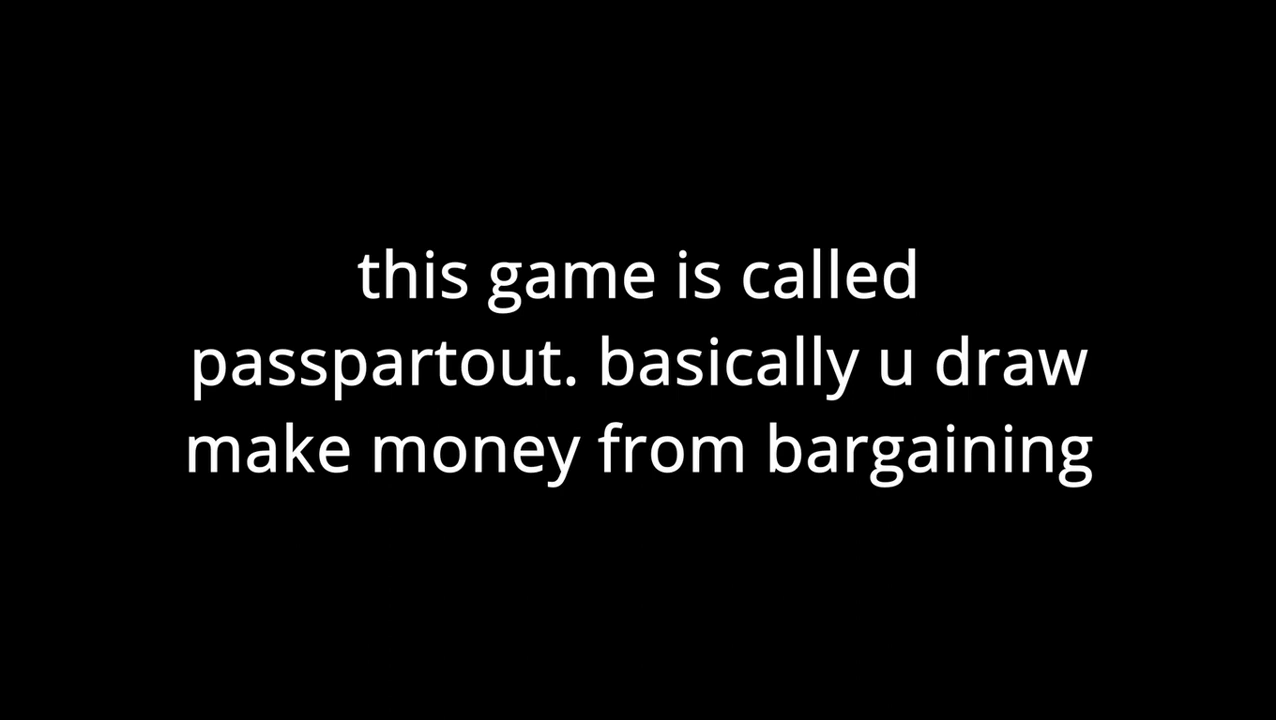 this game is called
passpartout. basically u draw
make money from bargaining